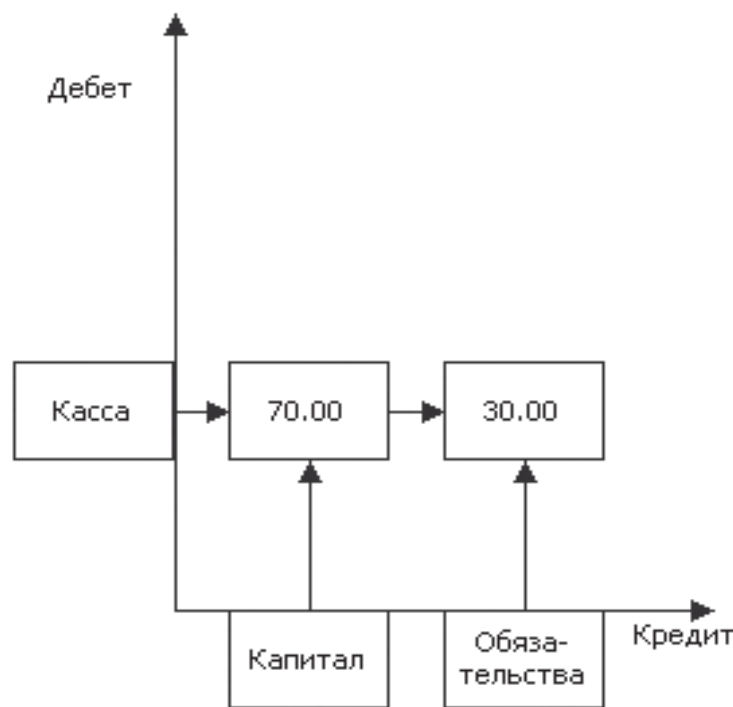 Дебет
Касса
70.00
30.00
Капитал
Обяза-
тельства
Кредит